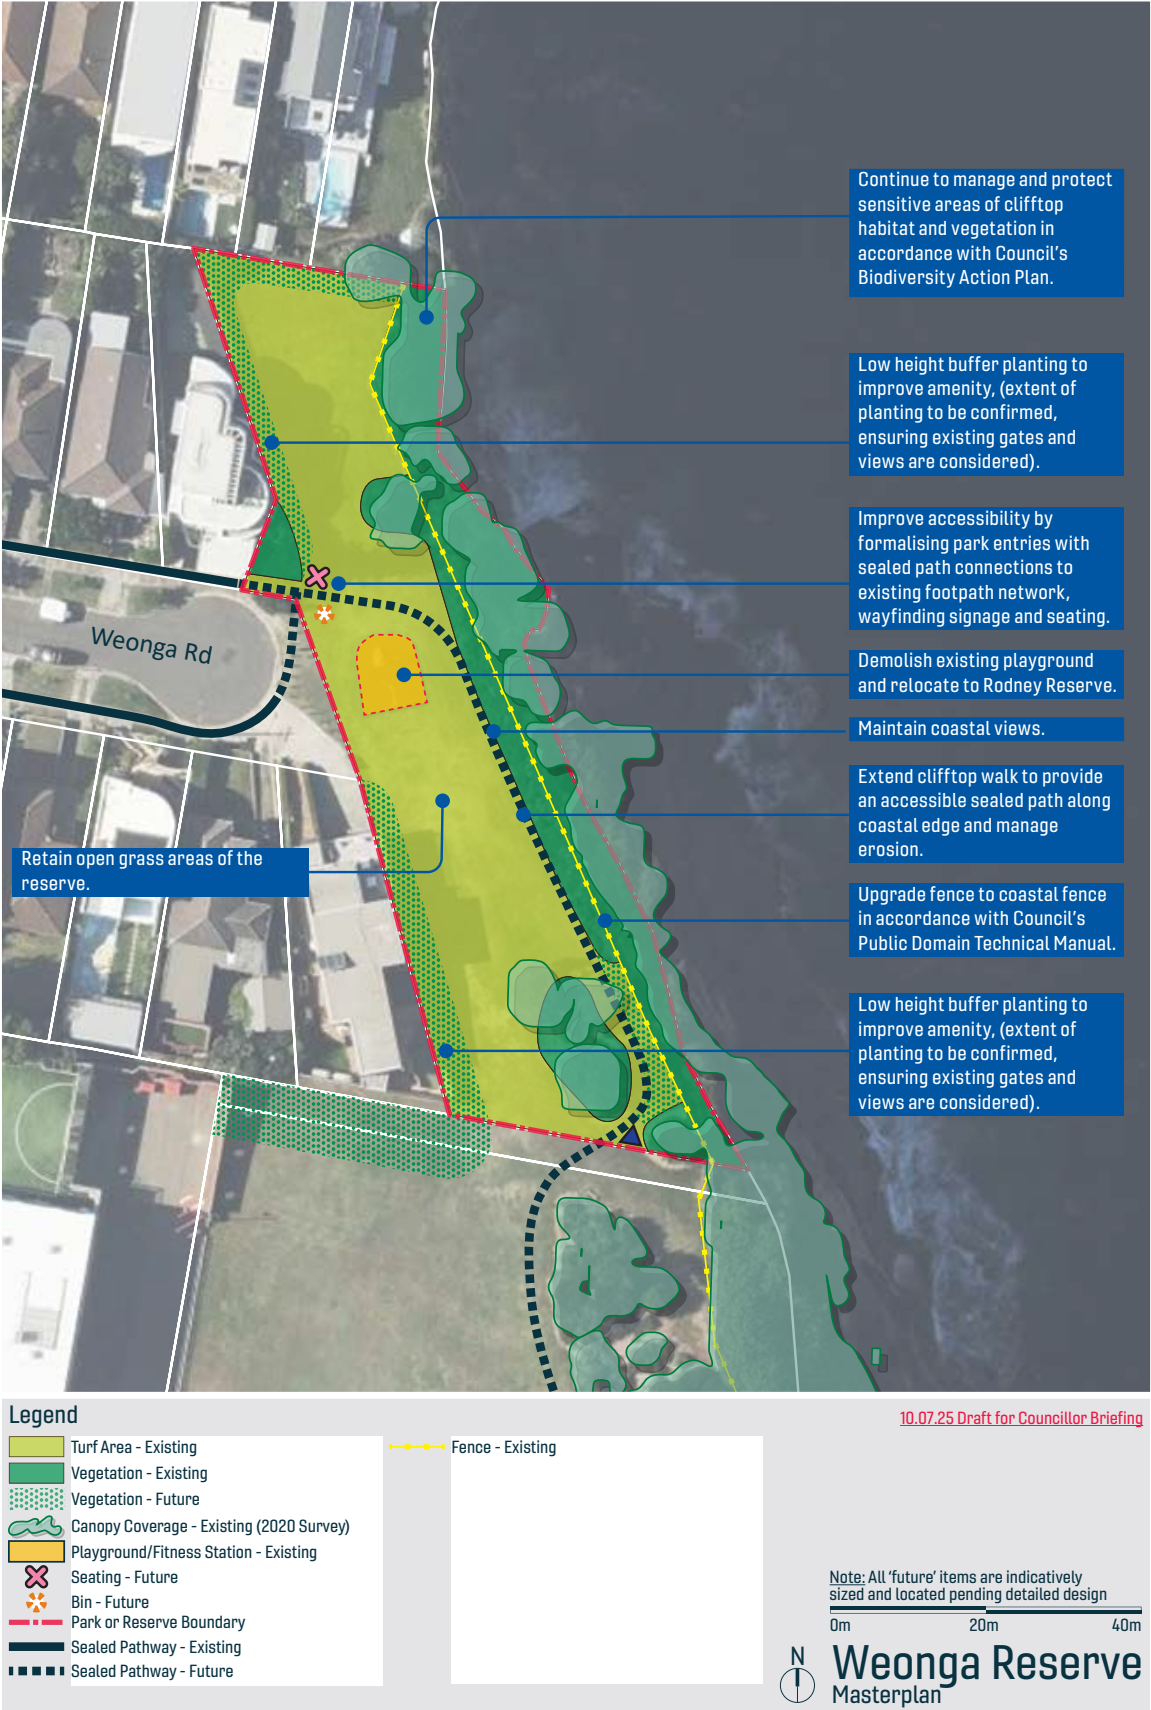 Continue to manage and protect
sensitive areas of clifftop
habitat and vegetation in
accordance with Council's
Biodiversity Action Plan.
Low height buffer planting to
improve amenity, (extent of
planting to be confirmed,
ensuring existing gates and
views are considered).
Improve accessibility by
formalising park entries with
sealed path connections to
existing footpath network,
wayfinding signage and seating.
Weonga Rd
Demolish existing playground
and relocate to Rodney Reserve.
Maintain coastal views.
Extend clifftop walk to provide
an accessible sealed path along
coastal edge and manage
erosion.
Retain open grass areas of the
reserve.
Upgrade fence to coastal fence
in accordance with Council's
Public Domain Technical Manual.
Low height buffer planting to
improve amenity, (extent of
planting to be confirmed,
ensuring existing gates and
views are considered).
Legend
Turf Area - Existing
Vegetation - Existing
Vegetation - Future
Canopy Coverage - Existing (2020 Survey)
Playground/Fitness Station - Existing
Seating - Future
Bin - Future
Park or Reserve Boundary
Sealed Pathway - Existing
Sealed Pathway - Future
Fence - Existing
10.07.25 Draft for Councillor Briefing
Note: All 'future' items are indicatively
sized and located pending detailed design
0m 20m 40m
N
Weonga Reserve
Masterplan